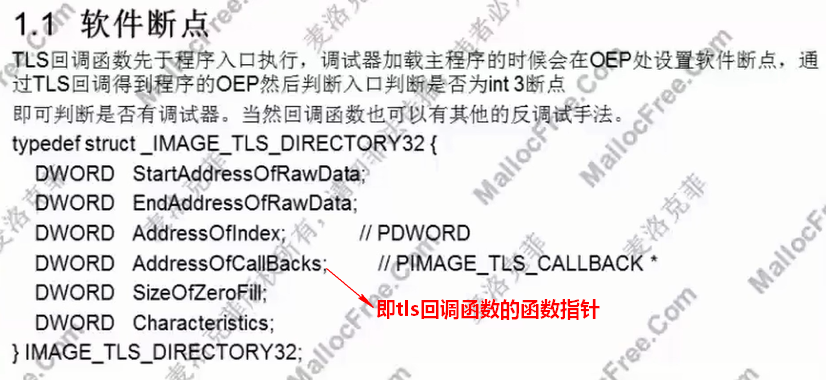 1.1 软件断点
TLS回调函数先于程序入口执行，调试器加载主程序的时候会在OEP处设置软件断点，通
过TLS回调得到程序的OEP然后判断入口判断是否为int 3断点
即可判断是否有调试器。当然回调函数也可以有其他的反调试手法。
typedef struct _IMAGE_TLS_DIRECTORY32 {
DWORD StartAddressOfRawData;
DWORD EndAddressOfRawData;
DWORD AddressOfIndex; // PDWORD
DWORD AddressOfCallBacks; // PIMAGE_TLS_CALLBACK *
DWORD SizeOfZeroFill;
即tls回调函数的函数指针
DWORD Characteristics;
} IMAGE_TLS_DIRECTORY32;
麦洛克菲
MallocFree.Com